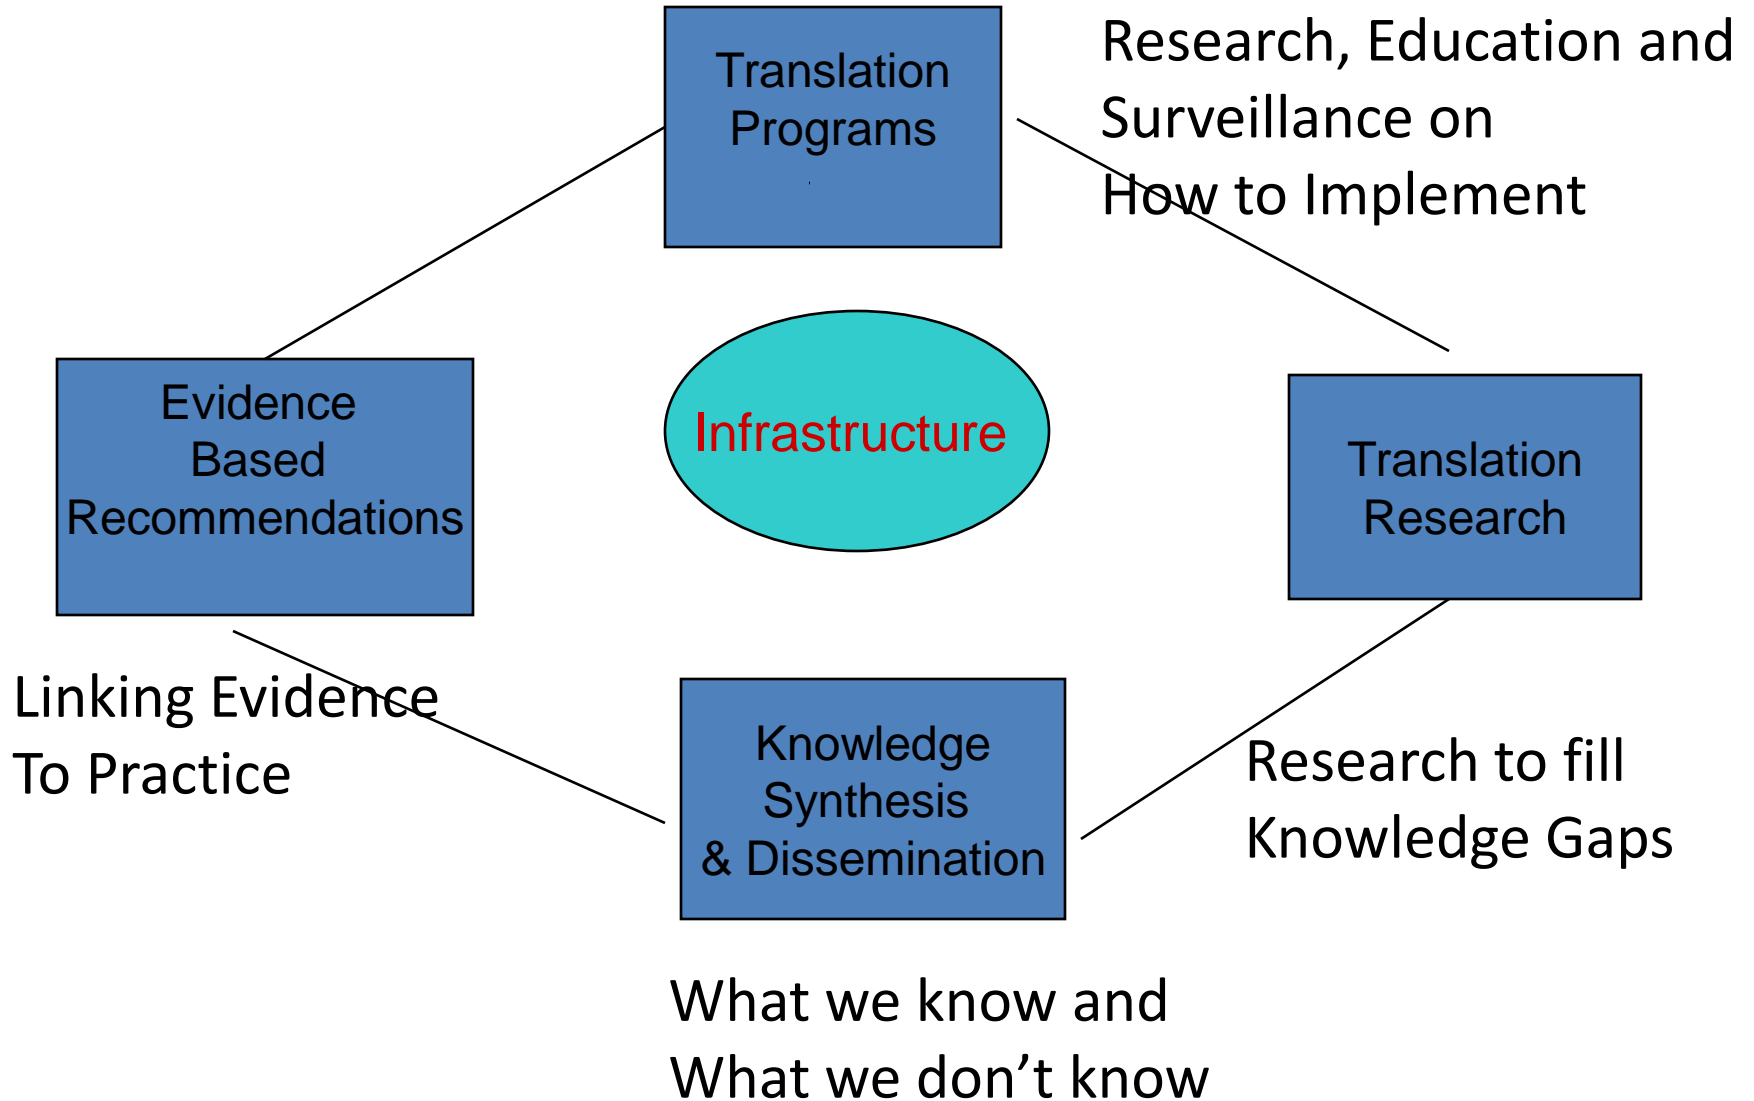 Translation
Programs
Research, Education and
Surveillance on
How to Implement
Evidence
Based
Recommendations
Infrastructure
Translation
Research
Linking Evidence
To Practice
Knowledge
Synthesis
& Dissemination
Research to fill
Knowledge Gaps
What we know and
What we don’t know